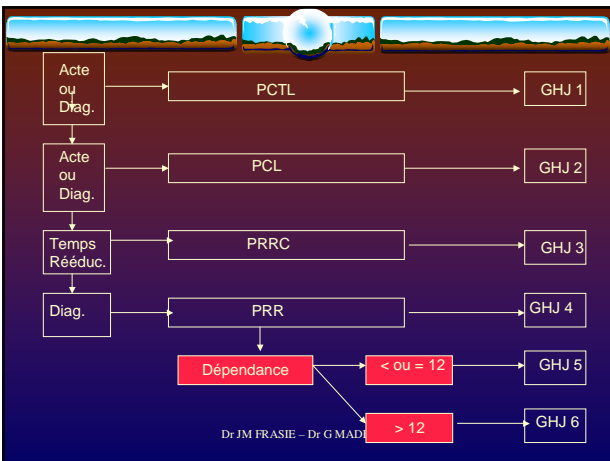 Acte
ou
Diag.
PCTL
GHJ 1
Acte
ou
Diag.
PCL
GHJ 2
Temps
Rééduc.
PRRC
GHJ 3
Diag.
PRR
GHJ 4
Dépendance
< ou = 12
GHJ 5
> 12
GHJ 6
Dr JM FRASIE – Dr G